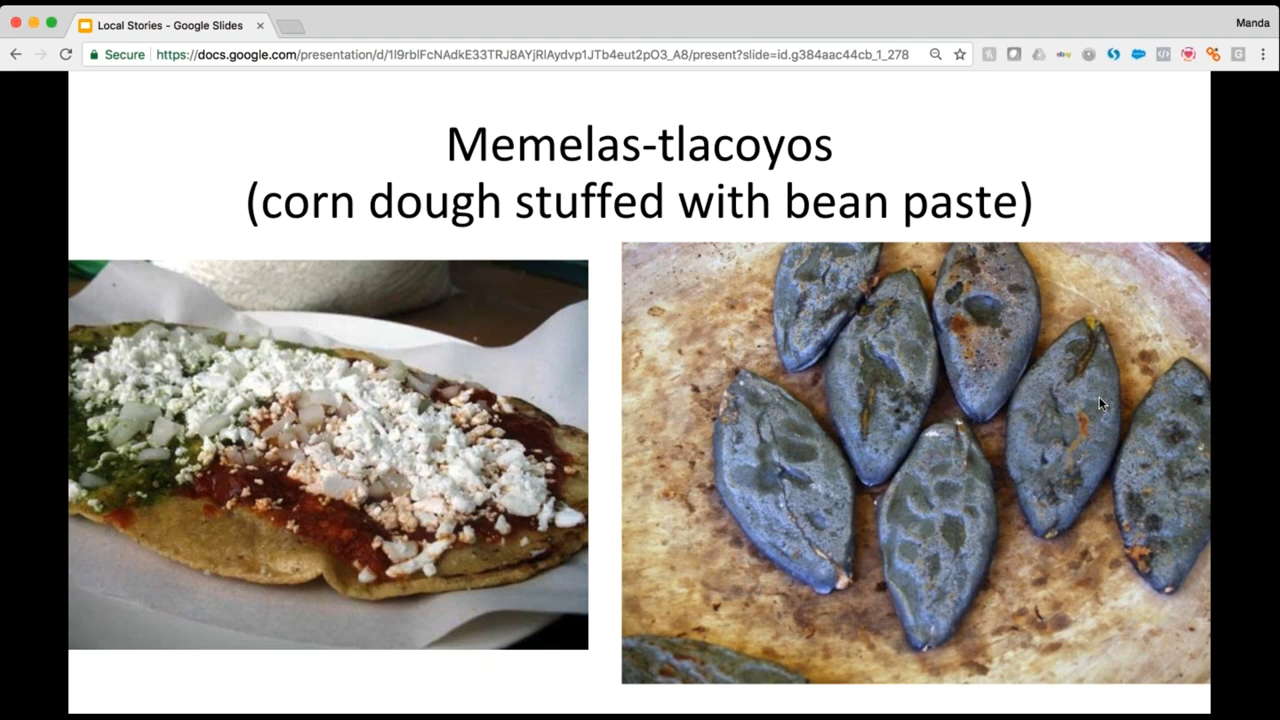 Local Stories - Google Slides
Manda
Secure
https://docs.google.com/presentation/d/1l9rblFcNAdkE33TRJ8AYjRlAydvp1JTb4eut2pO3_A8/present?slide=id.g384aac44cb_1_278
Memelas-tlacoyos
(corn dough stuffed with bean paste)